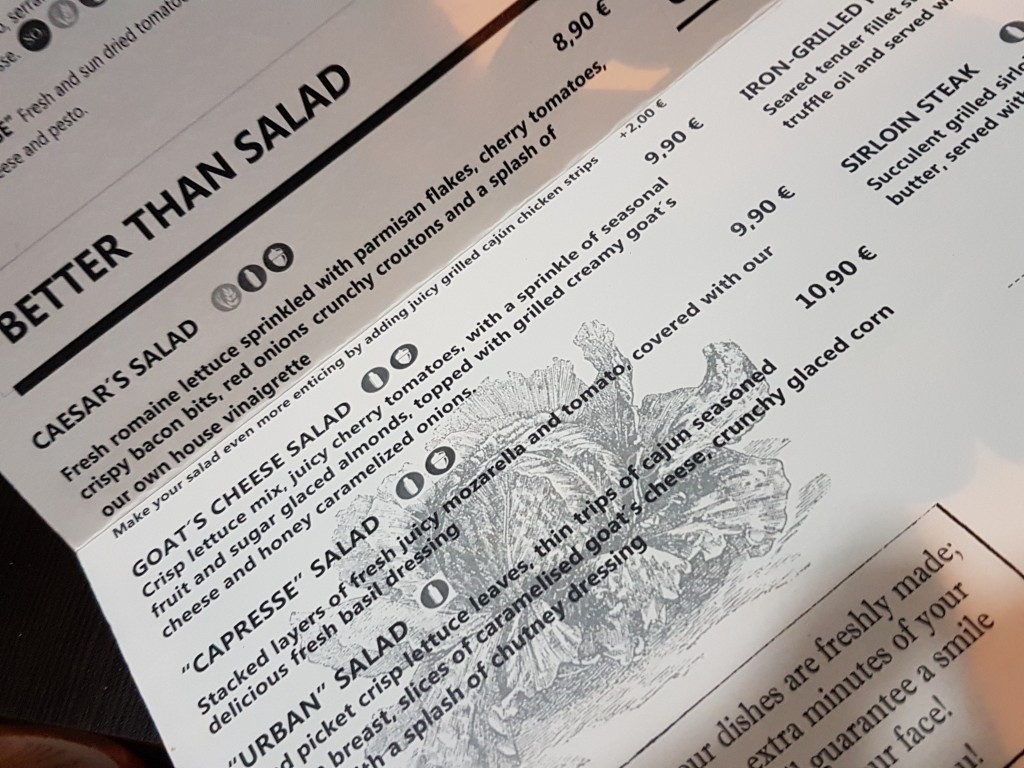 Fresh and sun dried tomato
and pesto.
BETTER THAN SALAD
CAESAR´S SALAD 8,90 €
Fresh romaine lettuce sprinkled with parmisan flakes, cherry tomatoes,
crispy bacon bits, red onions crunchy croutons and a splash of
our own house vinaigrette
Make your salad even more enticing by adding juicy grilled cajún chicken strips +2,00 €
GOAT´S CHEESE SALAD 9,90 €
Crisp lettuce mix, juicy cherry tomatoes, with a sprinkle of seasonal
fruit and sugar glazed almonds, topped with grilled creamy goat´s
cheese and honey caramelized onions.
"CAPRESSE" SALAD 9,90 €
Stacked layers of fresh juicy mozarella and tomato, covered with our
delicious fresh basil dressing
"URBAN" SALAD 10,90 €
picket crisp lettuce leaves, thin trips of cajun seasoned
breast, slices of caramelised goat´s cheese, crunchy glaced corn
a splash of chutney dressing
IRON-GRILLED
Seared tender fillet
truffle oil and served
SIRLOIN STEAK
Succulent grilled
butter, served with
dishes are freshly made;
extra minutes of your
guarantee a smile
face!